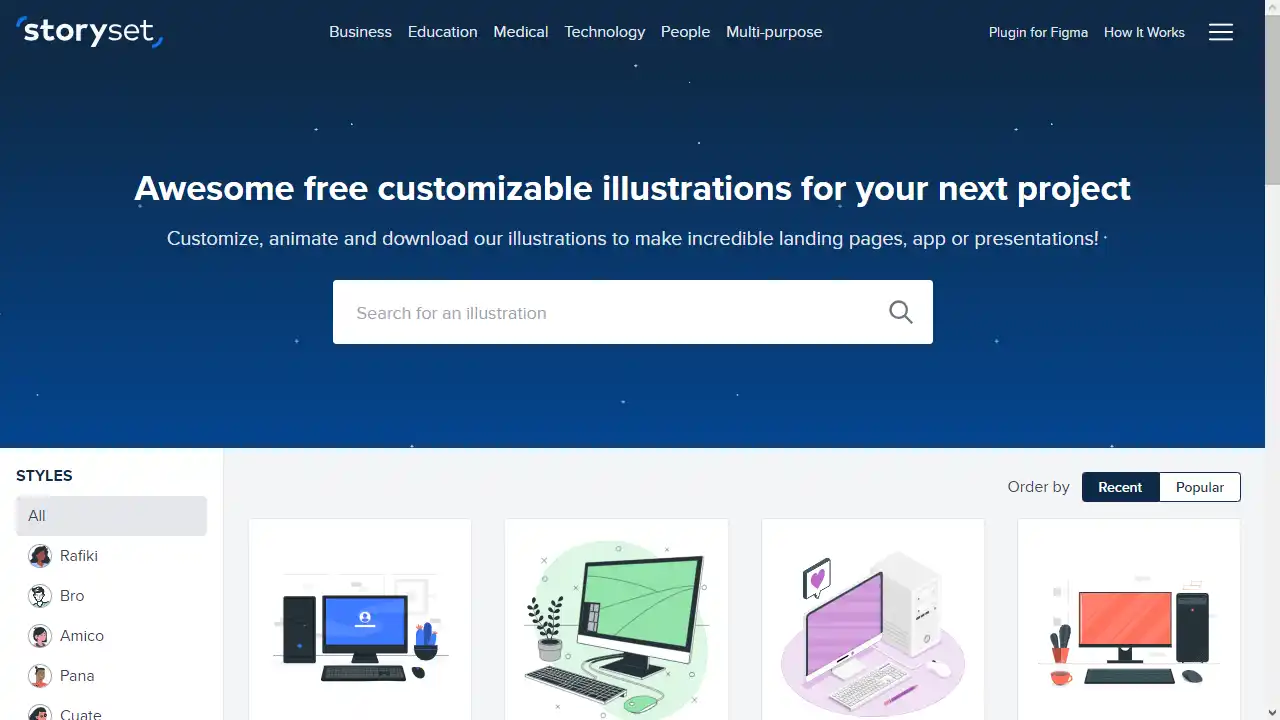 storyset
Business Education Medical Technology People Multi-purpose
Plugin for Figma How It Works
Awesome free customizable illustrations for your next project
Customize, animate and download our illustrations to make incredible landing pages, app or presentations!
Search for an illustration
STYLES
Order by Recent Popular
All
Rafiki
Bro
Amico
Pana
Cuate